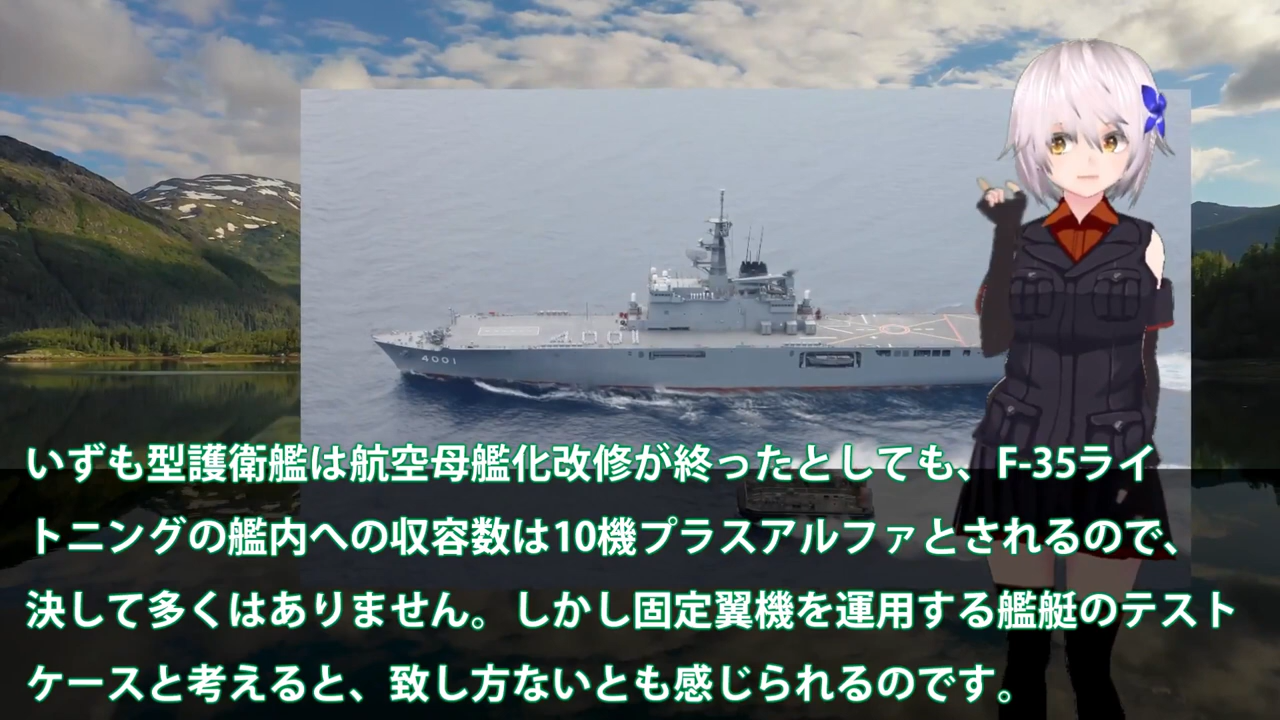 4001
4001
いずも型護衛艦は航空母艦化改修が終ったとしても、F-35ライ
トニングの艦内への収容数は10機プラスアルファとされるので、
決して多くはありません。しかし固定翼機を運用する艦艇のテスト
ケースと考えると、致し方ないとも感じられるのです。